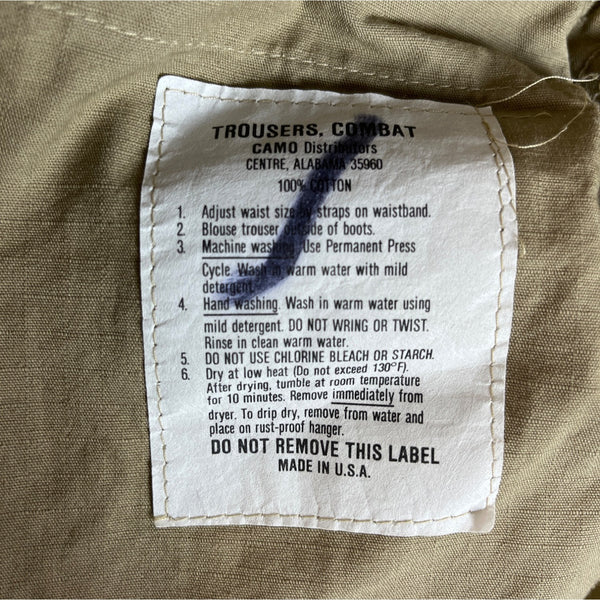 TROUSERS, COMBAT
CAMO Distributors
CENTRE, ALABAMA 35960
100% COTTON
1. Adjust waist size by straps on waistband.
2. Blouse trouser outside of boots.
3. Machine washing. Use Permanent Press
Cycle. Wash in warm water with mild
detergent.
4. Hand washing. Wash in warm water using
mild detergent. DO NOT WRING OR TWIST.
Rinse in clean warm water.
5. DO NOT USE CHLORINE BLEACH OR STARCH.
6. Dry at low heat (Do not exceed 130°F).
After drying, tumble at room temperature
for 10 minutes. Remove immediately from
dryer. To drip dry, remove from water and
place on rust-proof hanger.
DO NOT REMOVE THIS LABEL
MADE IN U.S.A.